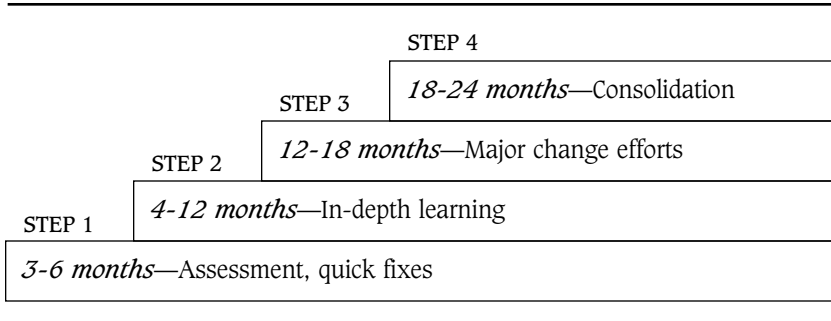 STEP 4
18-24 months—Consolidation
STEP 3
12-18 months—Major change efforts
STEP 2
4-12 months—In-depth learning
STEP 1
3-6 months—Assessment, quick fixes